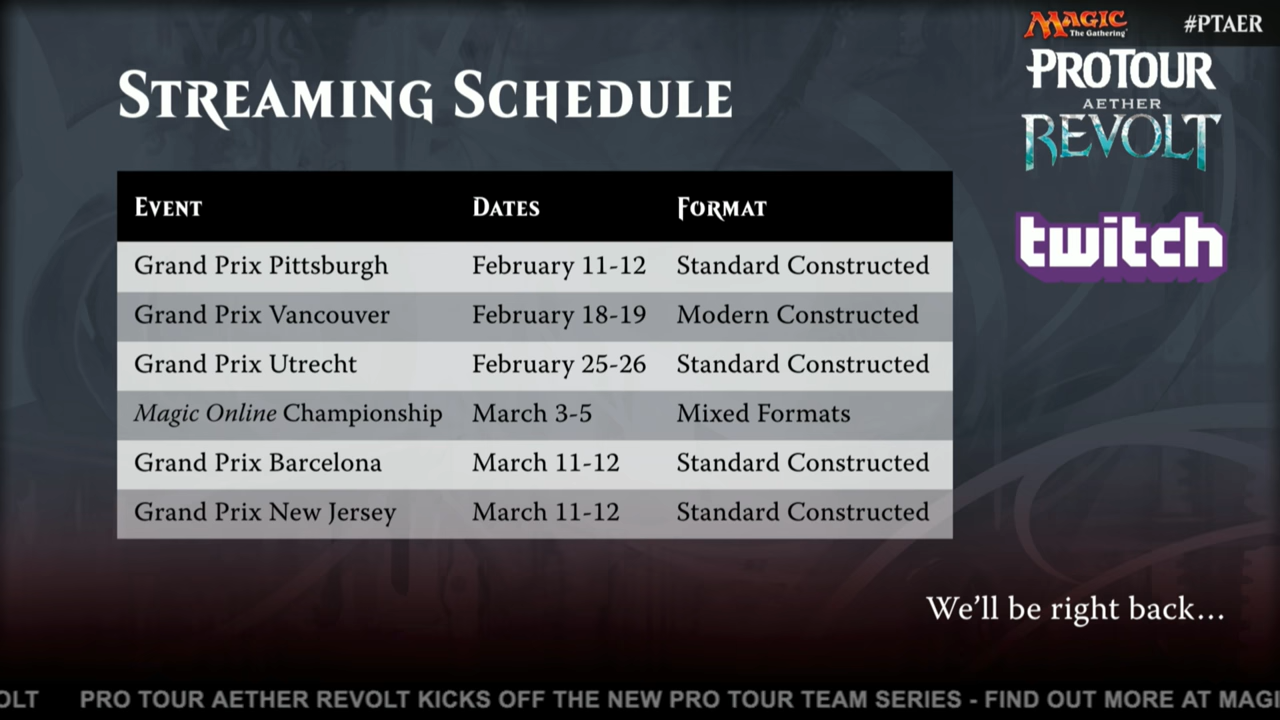 MAGIC
The Gathering
#PTAER
PROTOUR
AETHER
REVOLT
STREAMING SCHEDULE
twitch
EVENT DATES FORMAT
Grand Prix Pittsburgh February 11-12 Standard Constructed
Grand Prix Vancouver February 18-19 Modern Constructed
Grand Prix Utrecht February 25-26 Standard Constructed
Magic Online Championship March 3-5 Mixed Formats
Grand Prix Barcelona March 11-12 Standard Constructed
Grand Prix New Jersey March 11-12 Standard Constructed
We'll be right back...
OLT PRO TOUR AETHER REVOLT KICKS OFF THE NEW PRO TOUR TEAM SERIES - FIND OUT MORE AT MAGI